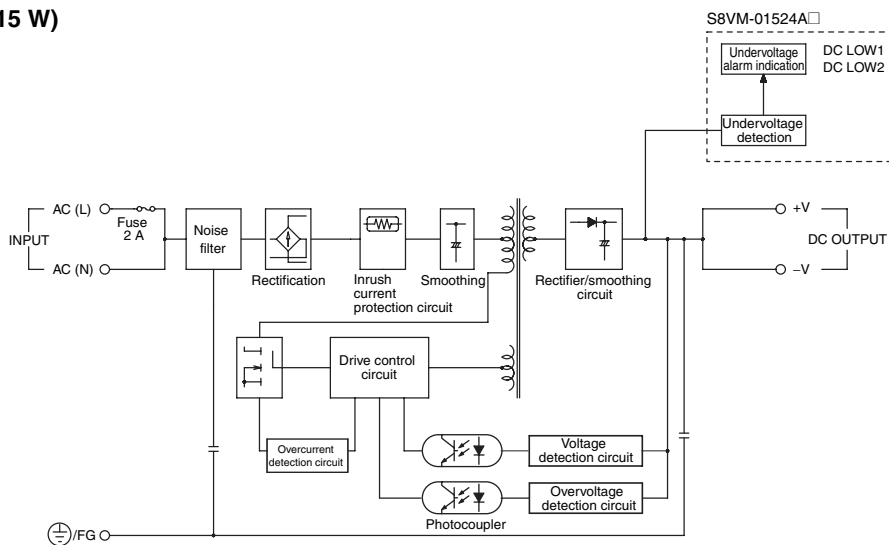 15 W)
S8VM-01524A□
Undervoltage
alarm indication
DC LOW1
DC LOW2
Undervoltage
detection
INPUT
AC (L)
Fuse
2 A
AC (N)
Noise
filter
Rectification
Inrush
current
protection circuit
Smoothing
Rectifier/smoothing
circuit
+V
DC OUTPUT
–V
Drive control
circuit
Overcurrent
detection circuit
Voltage
detection circuit
Overvoltage
detection circuit
Photocoupler
/FG